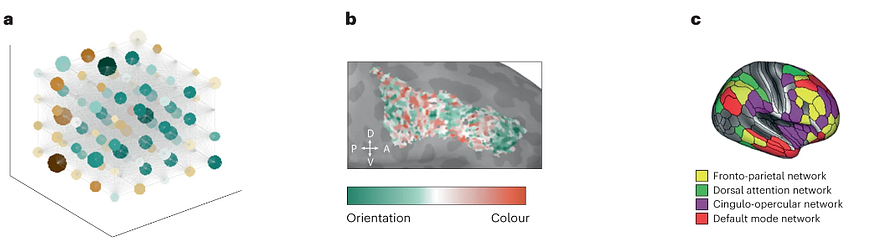 a
b
c
D
P A
V
Orientation Colour
Fronto-parietal network
Dorsal attention network
Cingulo-opercular network
Default mode network